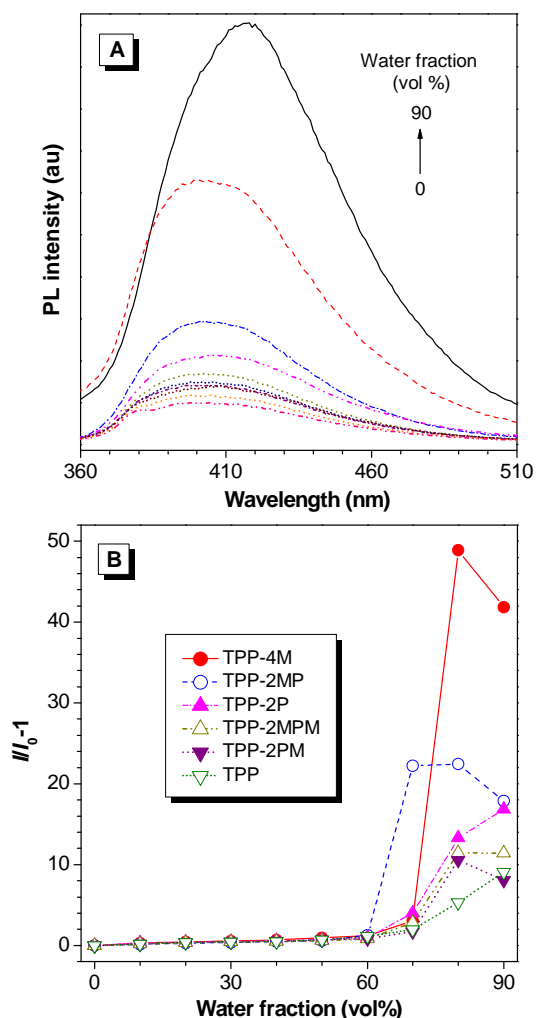 A
Water fraction
(vol %)
90
0
PL intensity (au)
360 410 460 510
Wavelength (nm)
B
50
40
30
20
10
0
TPP-4M
TPP-2MP
TPP-2P
TPP-2MPM
TPP-2PM
TPP
I/I0-1
0 30 60 90
Water fraction (vol%)